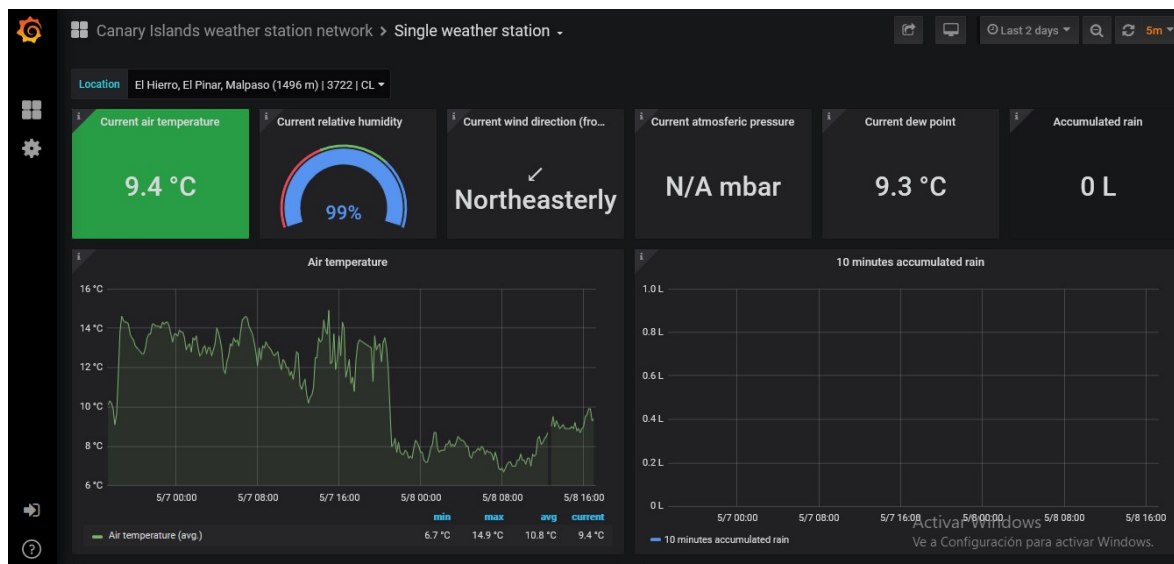 Canary Islands weather station network > Single weather station
Last 2 days
5m
Location El Hierro, El Pinar, Malpaso (1496 m) | 3722 | CL
Current air temperature
9.4 °C
Current relative humidity
99%
Current wind direction (fro...
↙
Northeasterly
Current atmosferic pressure
N/A mbar
Current dew point
9.3 °C
Accumulated rain
0 L
Air temperature
16 °C
14 °C
12 °C
10 °C
8 °C
6 °C
5/7 00:00 5/7 08:00 5/7 16:00 5/8 00:00 5/8 08:00 5/8 16:00
min max avg current
Air temperature (avg.) 6.7 °C 14.9 °C 10.8 °C 9.4 °C
10 minutes accumulated rain
1.0 L
0.8 L
0.6 L
0.4 L
0.2 L
0 L
5/7 00:00 5/7 08:00 5/7 16:00 5/8 00:00 5/8 08:00 5/8 16:00
10 minutes accumulated rain
Activar Windows
Ve a Configuración para activar Windows.